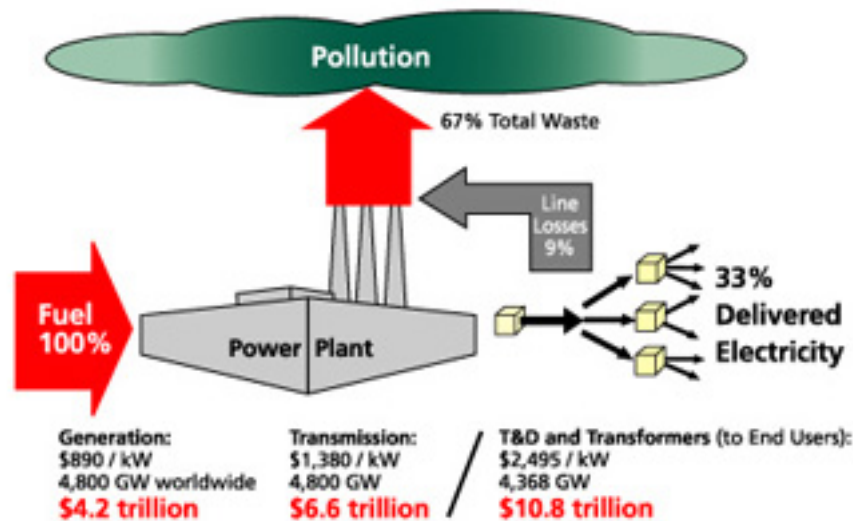 Pollution
67% Total Waste
Line
Losses
9%
Fuel
100%
Power Plant
33%
Delivered
Electricity
Generation:
$890 / kW
4,800 GW worldwide
$4.2 trillion
Transmission:
$1,380 / kW
4,800 GW
$6.6 trillion
T&D and Transformers (to End Users):
$2,495 / kW
4,368 GW
$10.8 trillion